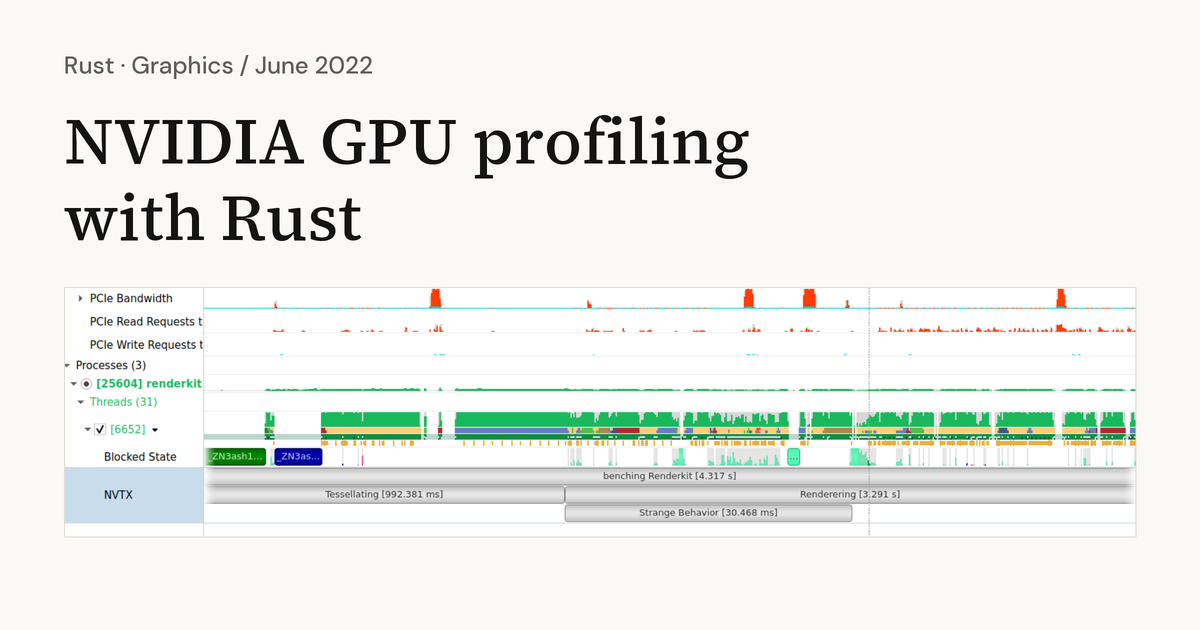 Rust · Graphics / June 2022
NVIDIA GPU profiling
with Rust
PCIe Bandwidth
PCIe Read Requests t
PCIe Write Requests t
Processes (3)
[25604] renderkit
Threads (31)
[6652]
Blocked State
_ZN3ash1... _ZN3as... ...
NVTX
benching Renderkit [4.317 s]
Tessellating [992.381 ms] Renderering [3.291 s]
Strange Behavior [30.468 ms]